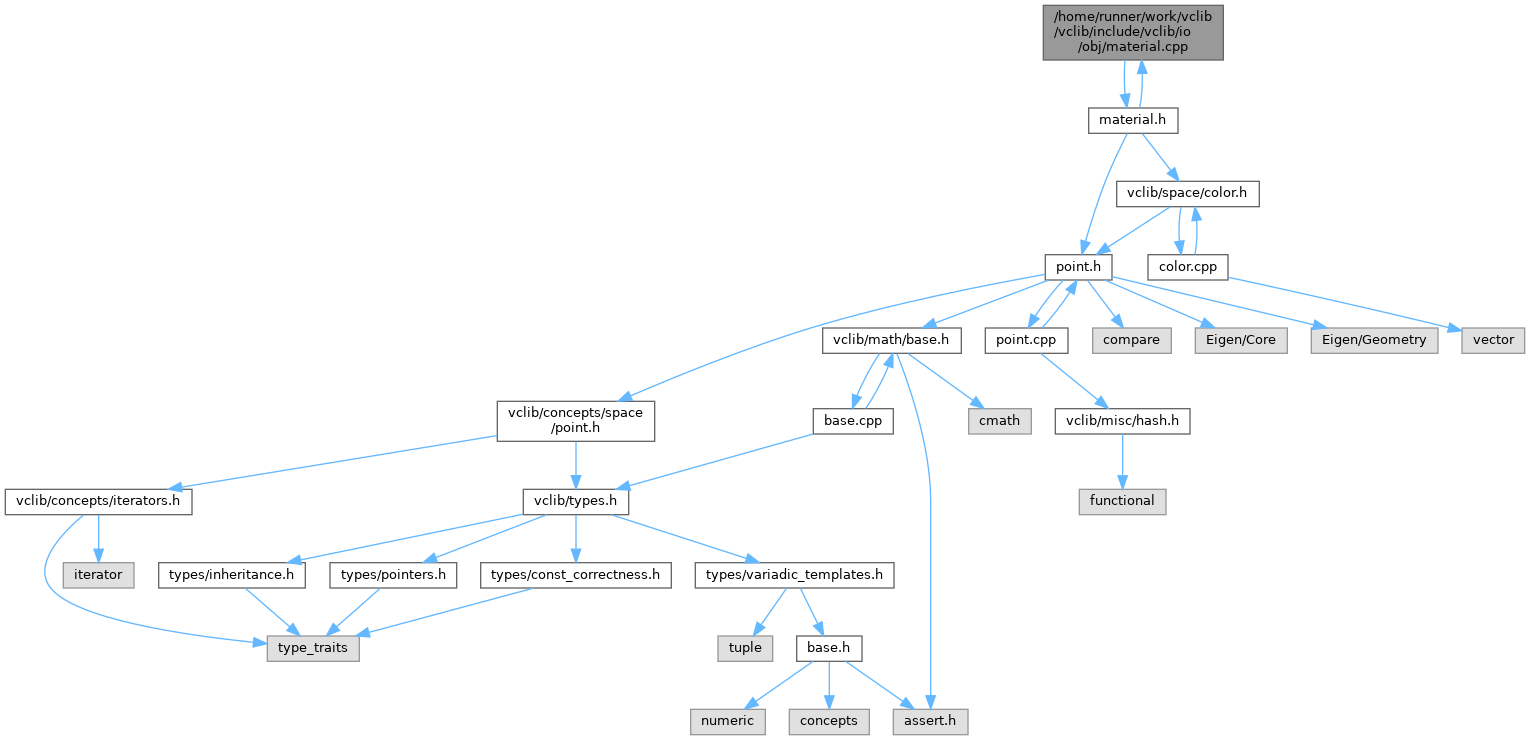 /home/runner/work/vclib
/vclib/include/vclib/io
/obj/material.cpp
material.h
vclib/space/color.h
point.h
color.cpp
vclib/math/base.h
point.cpp
compare
Eigen/Core
Eigen/Geometry
vector
vclib/concepts/space
/point.h
base.cpp
cmath
vclib/misc/hash.h
vclib/concepts/iterators.h
vclib/types.h
functional
iterator
types/inheritance.h
types/pointers.h
types/const_correctness.h
types/variadic_templates.h
type_traits
tuple
base.h
numeric
concepts
assert.h